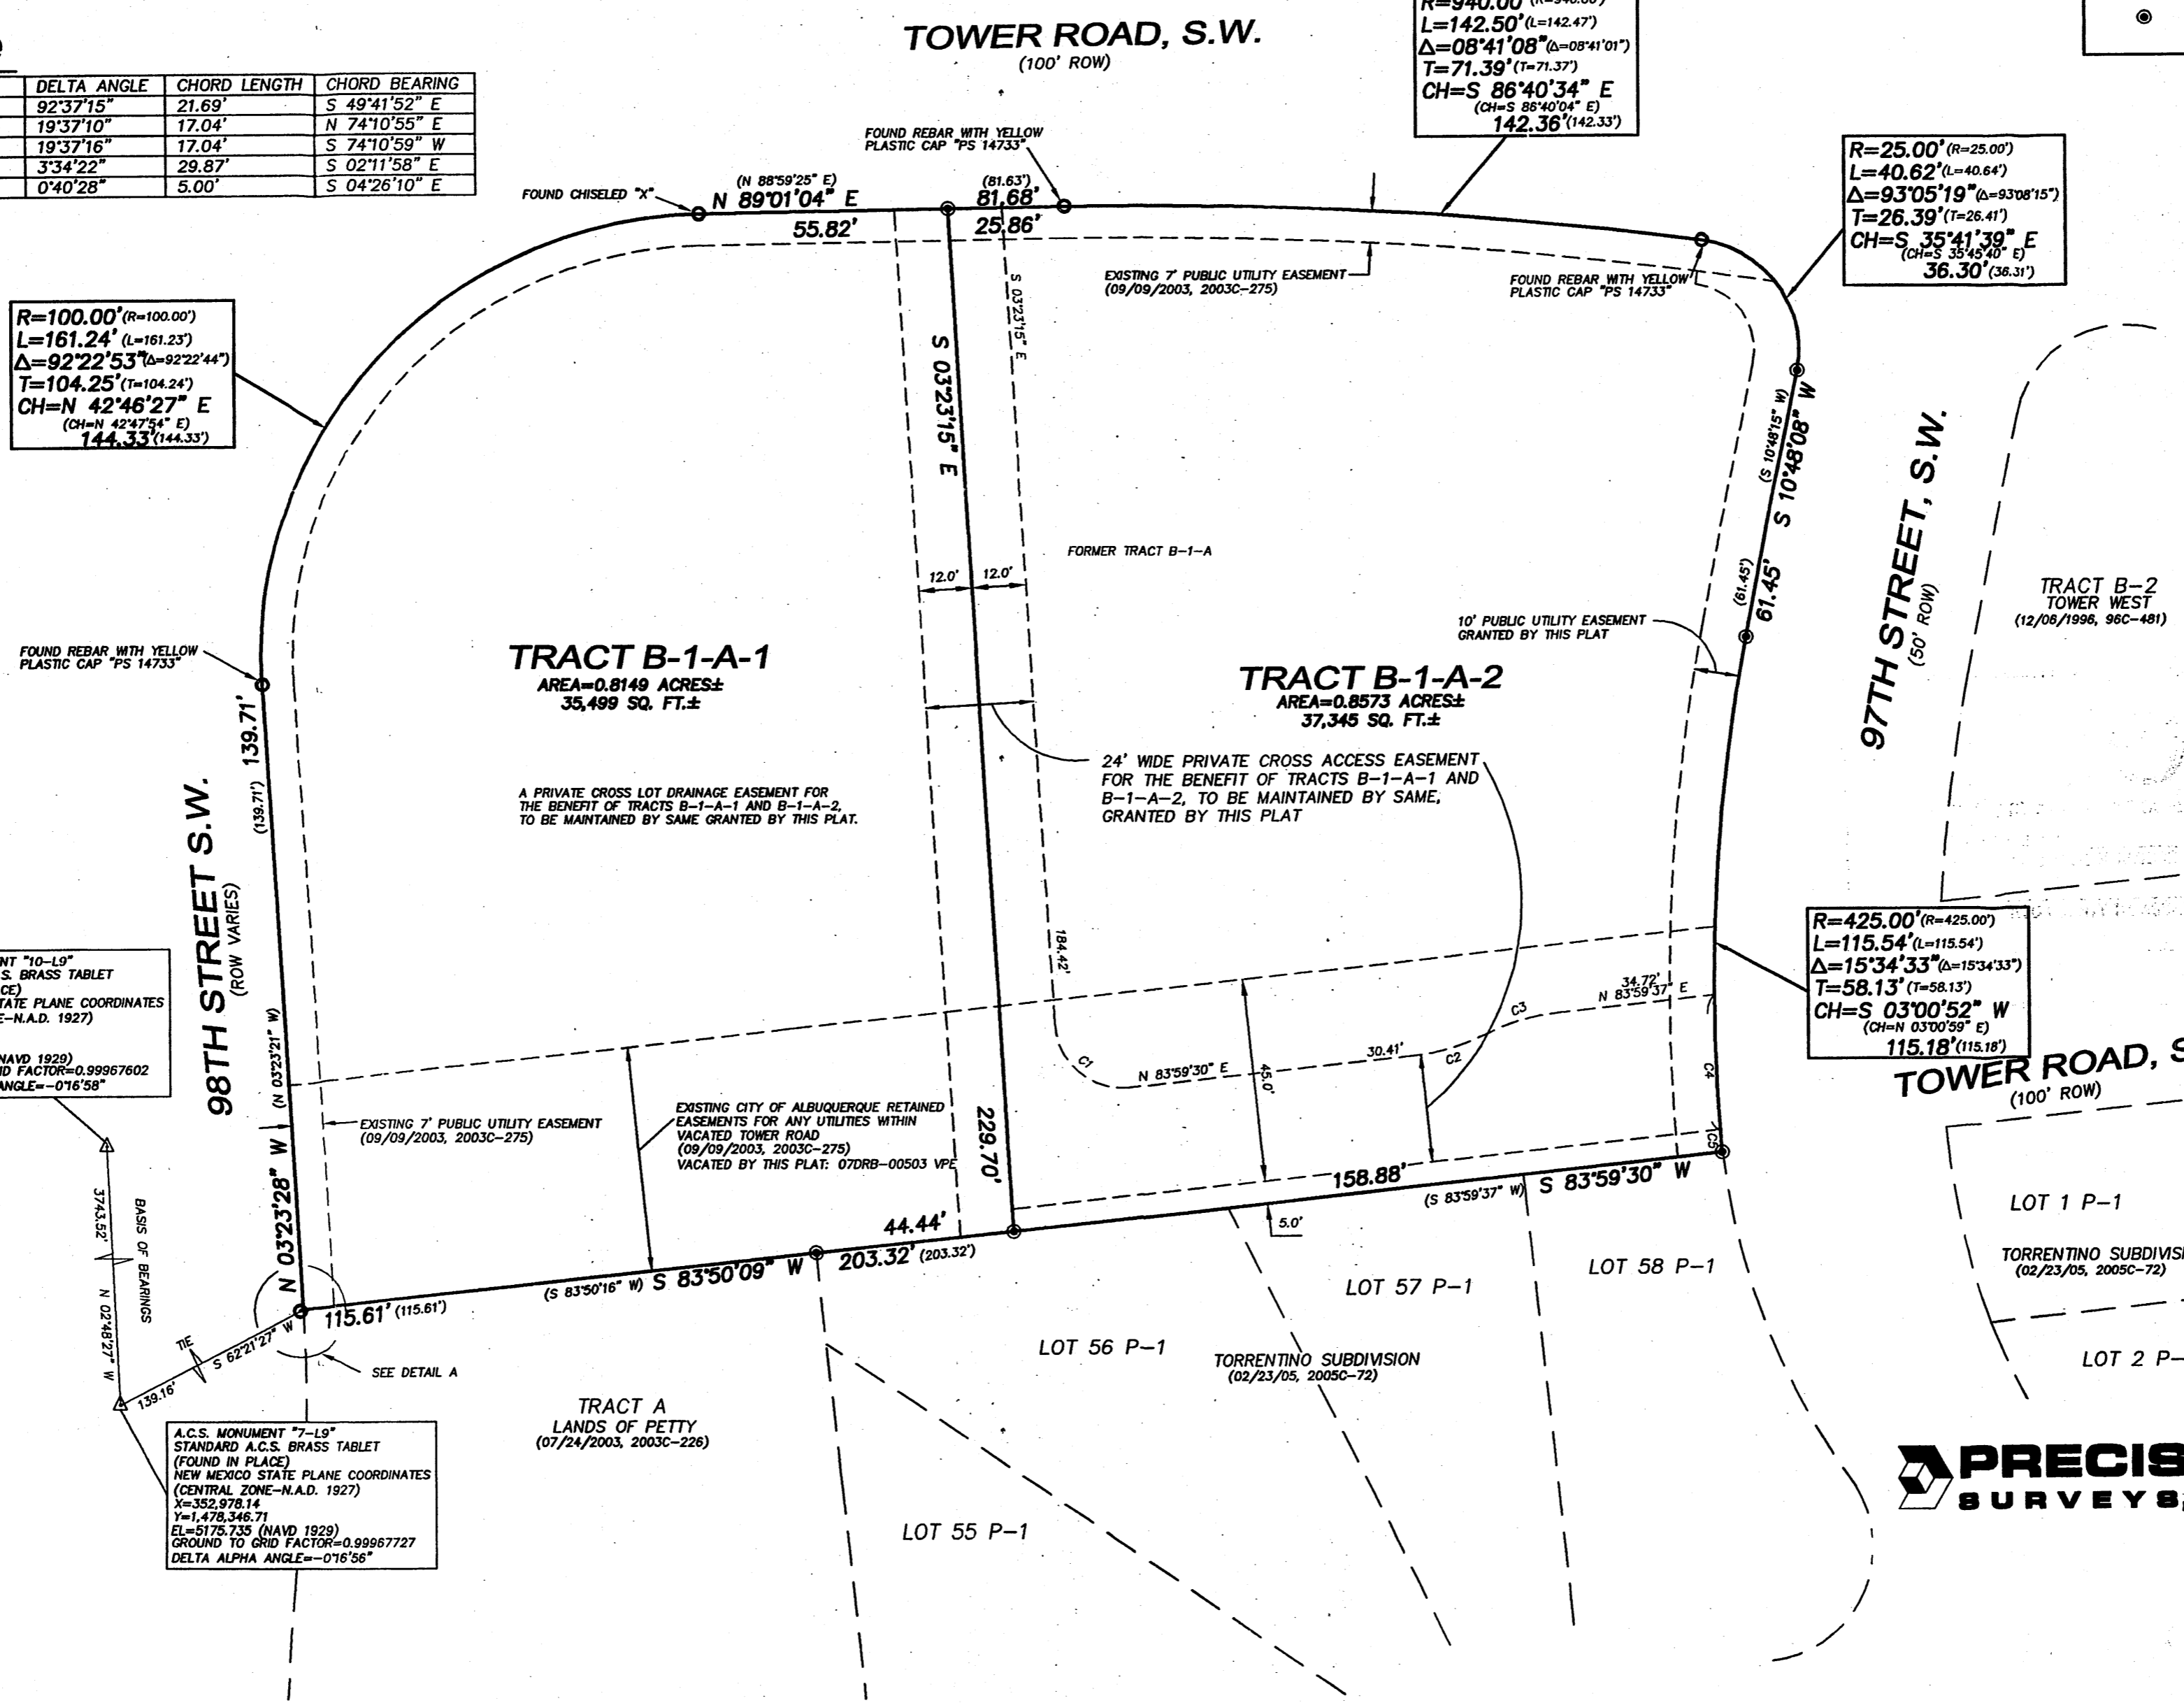 TOWER ROAD, S.W.
(100' ROW)
DELTA ANGLE CHORD LENGTH CHORD BEARING
92°37'15" 21.69' S 49°41'52" E
19°37'10" 17.04' N 74°10'55" E
19°37'16" 17.04' S 74°10'59" W
3°34'22" 29.87' S 02°11'58" E
0°40'28" 5.00' S 04°26'10" E
L=142.50' (L=142.47')
Δ=08°41'08" (Δ=08°41'01")
T=71.39' (T=71.37')
CH=S 86°40'34" E
(CH=S 86°40'04" E)
142.36' (142.33')
FOUND REBAR WITH YELLOW
PLASTIC CAP "PS 14733"
FOUND CHISELED "X"
(N 88°59'25" E)
N 89°01'04" E
(81.63')
81.68'
55.82'
25.86'
R=25.00' (R=25.00')
L=40.62' (L=40.64')
Δ=93°05'19" (Δ=93°08'15")
T=26.39' (T=26.41')
CH=S 35°41'39" E
(CH=S 35°45'40" E)
36.30' (36.31')
EXISTING 7' PUBLIC UTILITY EASEMENT
(09/09/2003, 2003C-275)
FOUND REBAR WITH YELLOW
PLASTIC CAP "PS 14733"
R=100.00' (R=100.00')
L=161.24' (L=161.23')
Δ=92°22'53" (Δ=92°22'44")
T=104.25' (T=104.24')
CH=N 42°46'27" E
(CH=N 42°47'54" E)
144.33' (144.33')
S 03°23'15" E
S 03°23'15" E
(S 10°48'15" W)
S 10°48'08" W
(61.45')
61.45'
97TH STREET, S.W.
(50' ROW)
FORMER TRACT B-1-A
12.0' 12.0'
TRACT B-2
TOWER WEST
(12/06/1996, 96C-481)
10' PUBLIC UTILITY EASEMENT
GRANTED BY THIS PLAT
FOUND REBAR WITH YELLOW
PLASTIC CAP "PS 14733"
TRACT B-1-A-1
AREA=0.8149 ACRES±
35,499 SQ. FT.±
TRACT B-1-A-2
AREA=0.8573 ACRES±
37,345 SQ. FT.±
139.71'
(139.71')
24' WIDE PRIVATE CROSS ACCESS EASEMENT
FOR THE BENEFIT OF TRACTS B-1-A-1 AND
B-1-A-2, TO BE MAINTAINED BY SAME,
GRANTED BY THIS PLAT
A PRIVATE CROSS LOT DRAINAGE EASEMENT FOR
THE BENEFIT OF TRACTS B-1-A-1 AND B-1-A-2,
TO BE MAINTAINED BY SAME GRANTED BY THIS PLAT.
98TH STREET S.W.
(ROW VARIES)
184.42'
R=425.00' (R=425.00')
L=115.54' (L=115.54')
Δ=15°34'33" (Δ=15°34'33")
T=58.13' (T=58.13')
CH=S 03°00'52" W
(CH=N 03°00'59" E)
115.18' (115.18')
34.72'
N 83°59'37" E
C3
C2
30.41'
C1
N 83°59'30" E
45.0'
C4
C5
NT "10-L9"
S. BRASS TABLET
CE)
TATE PLANE COORDINATES
E-N.A.D. 1927)
NAVD 1929)
ID FACTOR=0.99967602
ANGLE=-0°16'58"
(N 03°23'21" W)
N 03°23'28" W
EXISTING 7' PUBLIC UTILITY EASEMENT
(09/09/2003, 2003C-275)
EXISTING CITY OF ALBUQUERQUE RETAINED
EASEMENTS FOR ANY UTILITIES WITHIN
VACATED TOWER ROAD
(09/09/2003, 2003C-275)
VACATED BY THIS PLAT: 07DRB-00503 VPE
229.70'
TOWER ROAD, S
(100' ROW)
158.88'
(S 83°59'37" W) S 83°59'30" W
5.0'
44.44'
203.32' (203.32')
(S 83°50'16" W) S 83°50'09" W
115.61' (115.61')
3743.52'
BASIS OF BEARINGS
N 02°48'27" W
TIE
S 62°21'27" W
139.16'
SEE DETAIL A
LOT 1 P-1
TORRENTINO SUBDIVISI
(02/23/05, 2005C-72)
LOT 2 P-
LOT 58 P-1
LOT 57 P-1
LOT 56 P-1
TORRENTINO SUBDIVISION
(02/23/05, 2005C-72)
TRACT A
LANDS OF PETTY
(07/24/2003, 2003C-226)
A.C.S. MONUMENT "7-L9"
STANDARD A.C.S. BRASS TABLET
(FOUND IN PLACE)
NEW MEXICO STATE PLANE COORDINATES
(CENTRAL ZONE-N.A.D. 1927)
X=352,978.14
Y=1,478,346.71
EL=5175.735 (NAVD 1929)
GROUND TO GRID FACTOR=0.99967727
DELTA ALPHA ANGLE=-0°16'56"
LOT 55 P-1
PRECIS
SURVEYS,